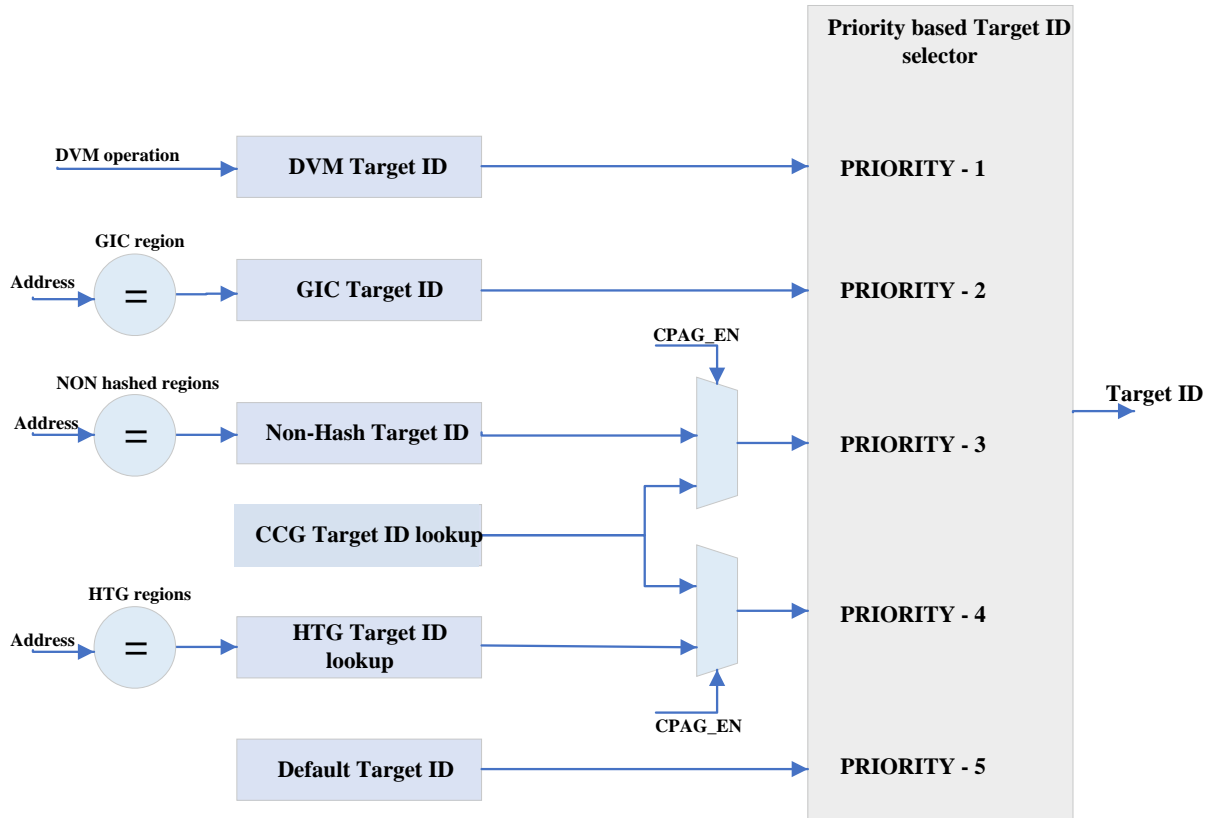 Priority based Target ID
selector
DVM operation
DVM Target ID
PRIORITY - 1
GIC region
Address
=
GIC Target ID
PRIORITY - 2
CPAG_EN
NON hashed regions
Address
=
Non-Hash Target ID
PRIORITY - 3
Target ID
CCG Target ID lookup
HTG regions
Address
=
HTG Target ID
lookup
PRIORITY - 4
CPAG_EN
Default Target ID
PRIORITY - 5